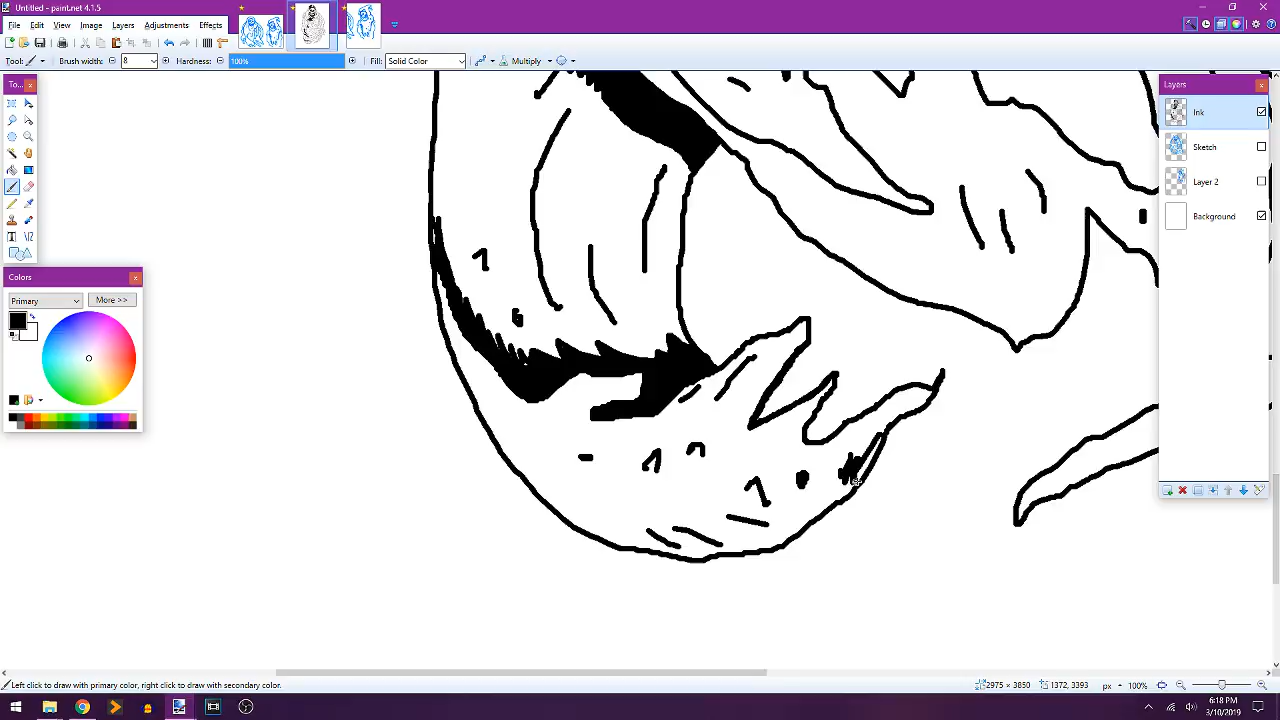 Untitled - paint.net 4.1.5
File Edit View Image Layers Adjustments Effects
Tool: Brush width: 8 Hardness: 100% Fill: Solid Color Multiply
To...
Layers
Ink
Sketch
Layer 2
Background
Colors
Primary More >>
Left click to draw with primary color, right click to draw with secondary color.
2975 × 3850 1372, 3393 px 100%
6:18 PM
3/10/2019